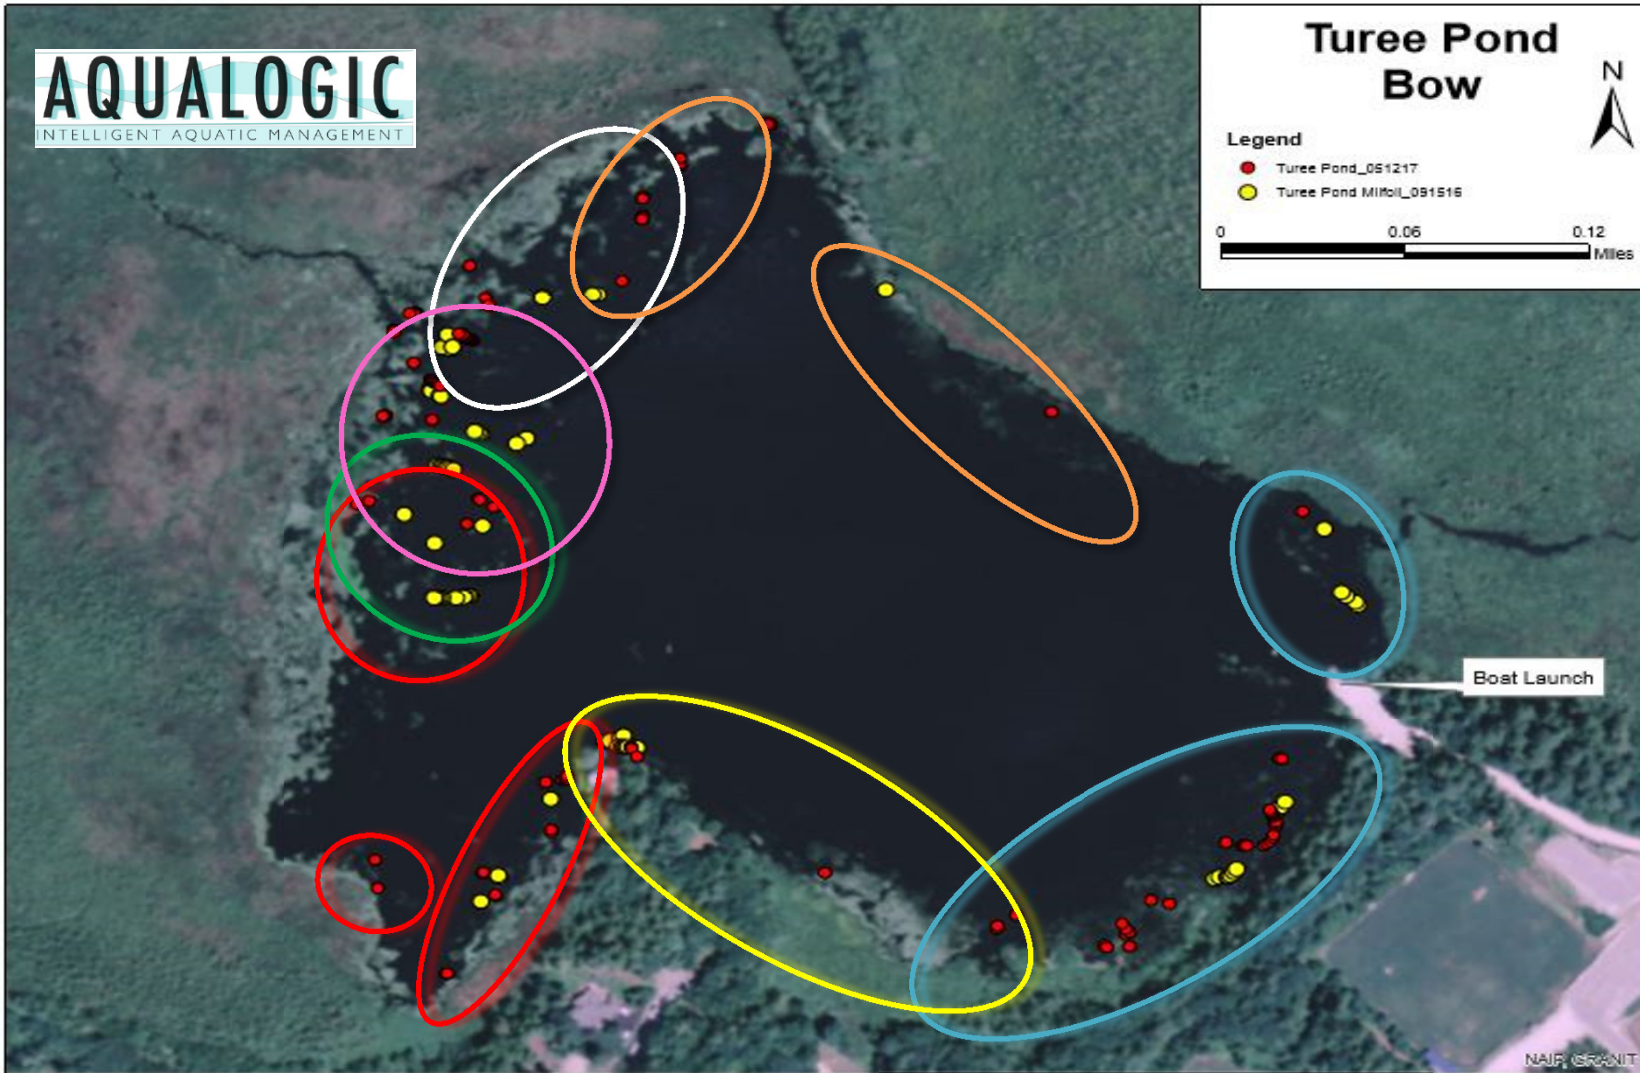 AQUALOGIC
INTELLIGENT AQUATIC MANAGEMENT
Turee Pond
Bow
N
Legend
Turee Pond_051217
Turee Pond Milfoil_091516
0 0.06 0.12
Miles
Boat Launch
NAIP, GRANIT